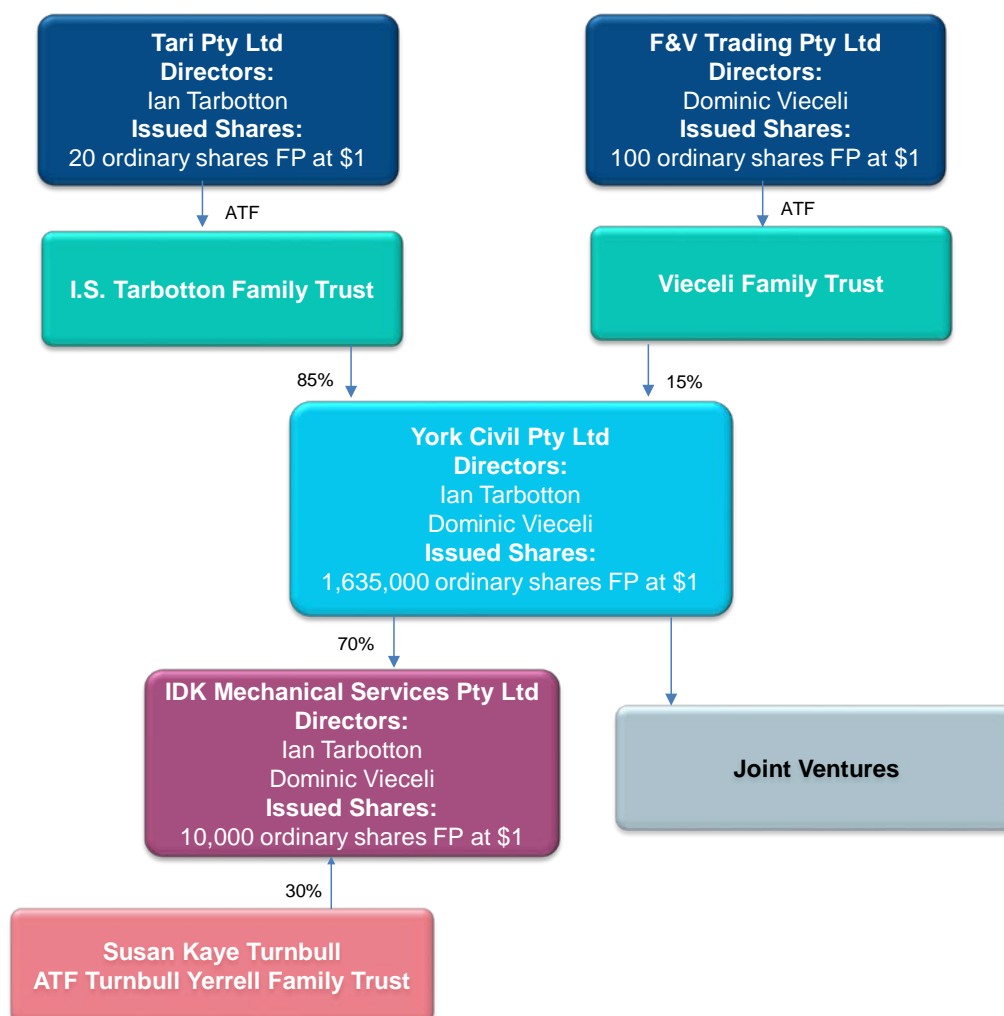 Tari Pty Ltd
Directors:
Ian Tarbotton
Issued Shares:
20 ordinary shares FP at $1
F&V Trading Pty Ltd
Directors:
Dominic Vieceli
Issued Shares:
100 ordinary shares FP at $1
ATF
ATF
I.S. Tarbotton Family Trust
Vieceli Family Trust
85%
15%
York Civil Pty Ltd
Directors:
Ian Tarbotton
Dominic Vieceli
Issued Shares:
1,635,000 ordinary shares FP at $1
70%
IDK Mechanical Services Pty Ltd
Directors:
Ian Tarbotton
Dominic Vieceli
Issued Shares:
10,000 ordinary shares FP at $1
Joint Ventures
30%
Susan Kaye Turnbull
ATF Turnbull Yerrell Family Trust